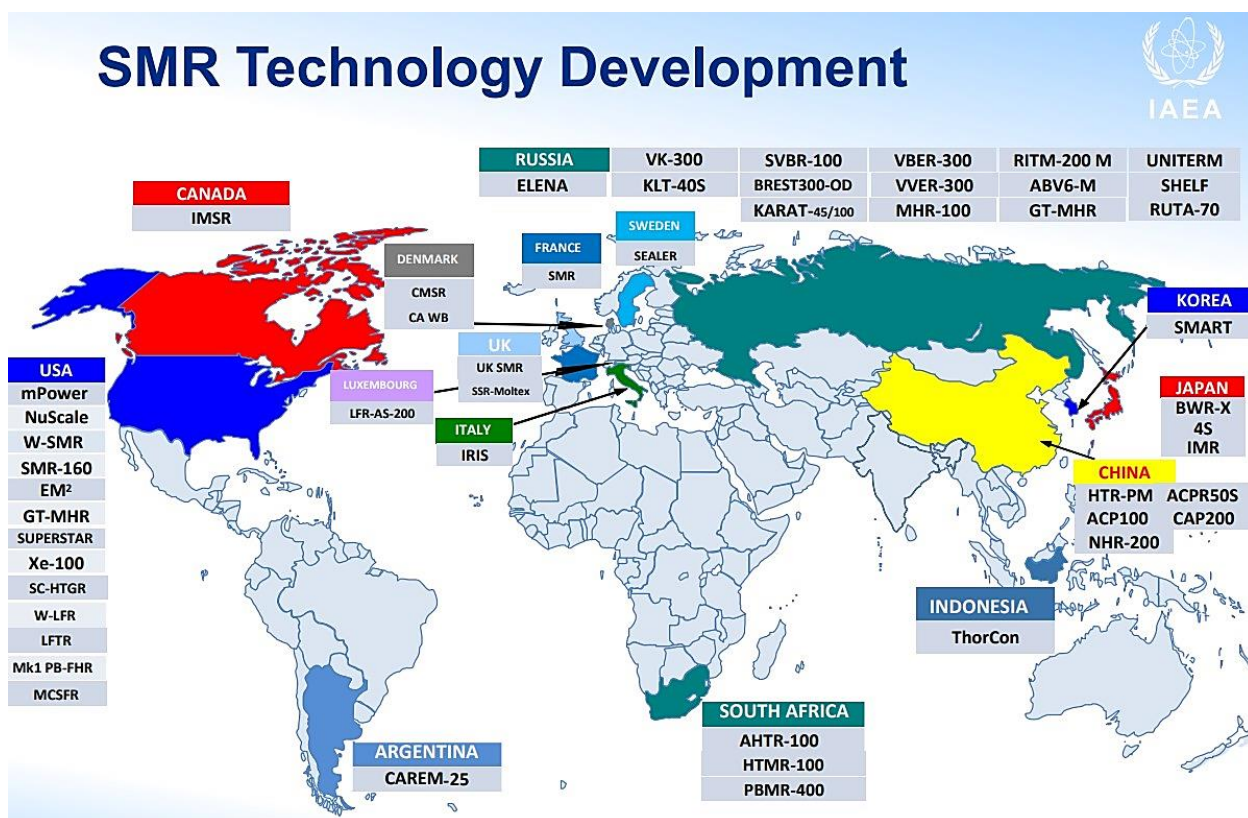 SMR Technology Development
IAEA
RUSSIA
ELENA
VK-300
KLT-40S
SVBR-100
BREST300-OD
KARAT-45/100
VBER-300
VVER-300
MHR-100
RITM-200 M
ABV6-M
GT-MHR
UNITERM
SHELF
RUTA-70
CANADA
IMSR
DENMARK
CMSR
CA WB
FRANCE
SMR
SWEDEN
SEALER
KOREA
SMART
UK
UK SMR
SSR-Moltex
LUXEMBOURG
LFR-AS-200
ITALY
IRIS
USA
mPower
NuScale
W-SMR
SMR-160
EM²
GT-MHR
SUPERSTAR
Xe-100
SC-HTGR
W-LFR
LFTR
Mk1 PB-FHR
MCSFR
JAPAN
BWR-X
4S
IMR
CHINA
HTR-PM ACPR50S
ACP100 CAP200
NHR-200
INDONESIA
ThorCon
SOUTH AFRICA
AHTR-100
HTMR-100
PBMR-400
ARGENTINA
CAREM-25